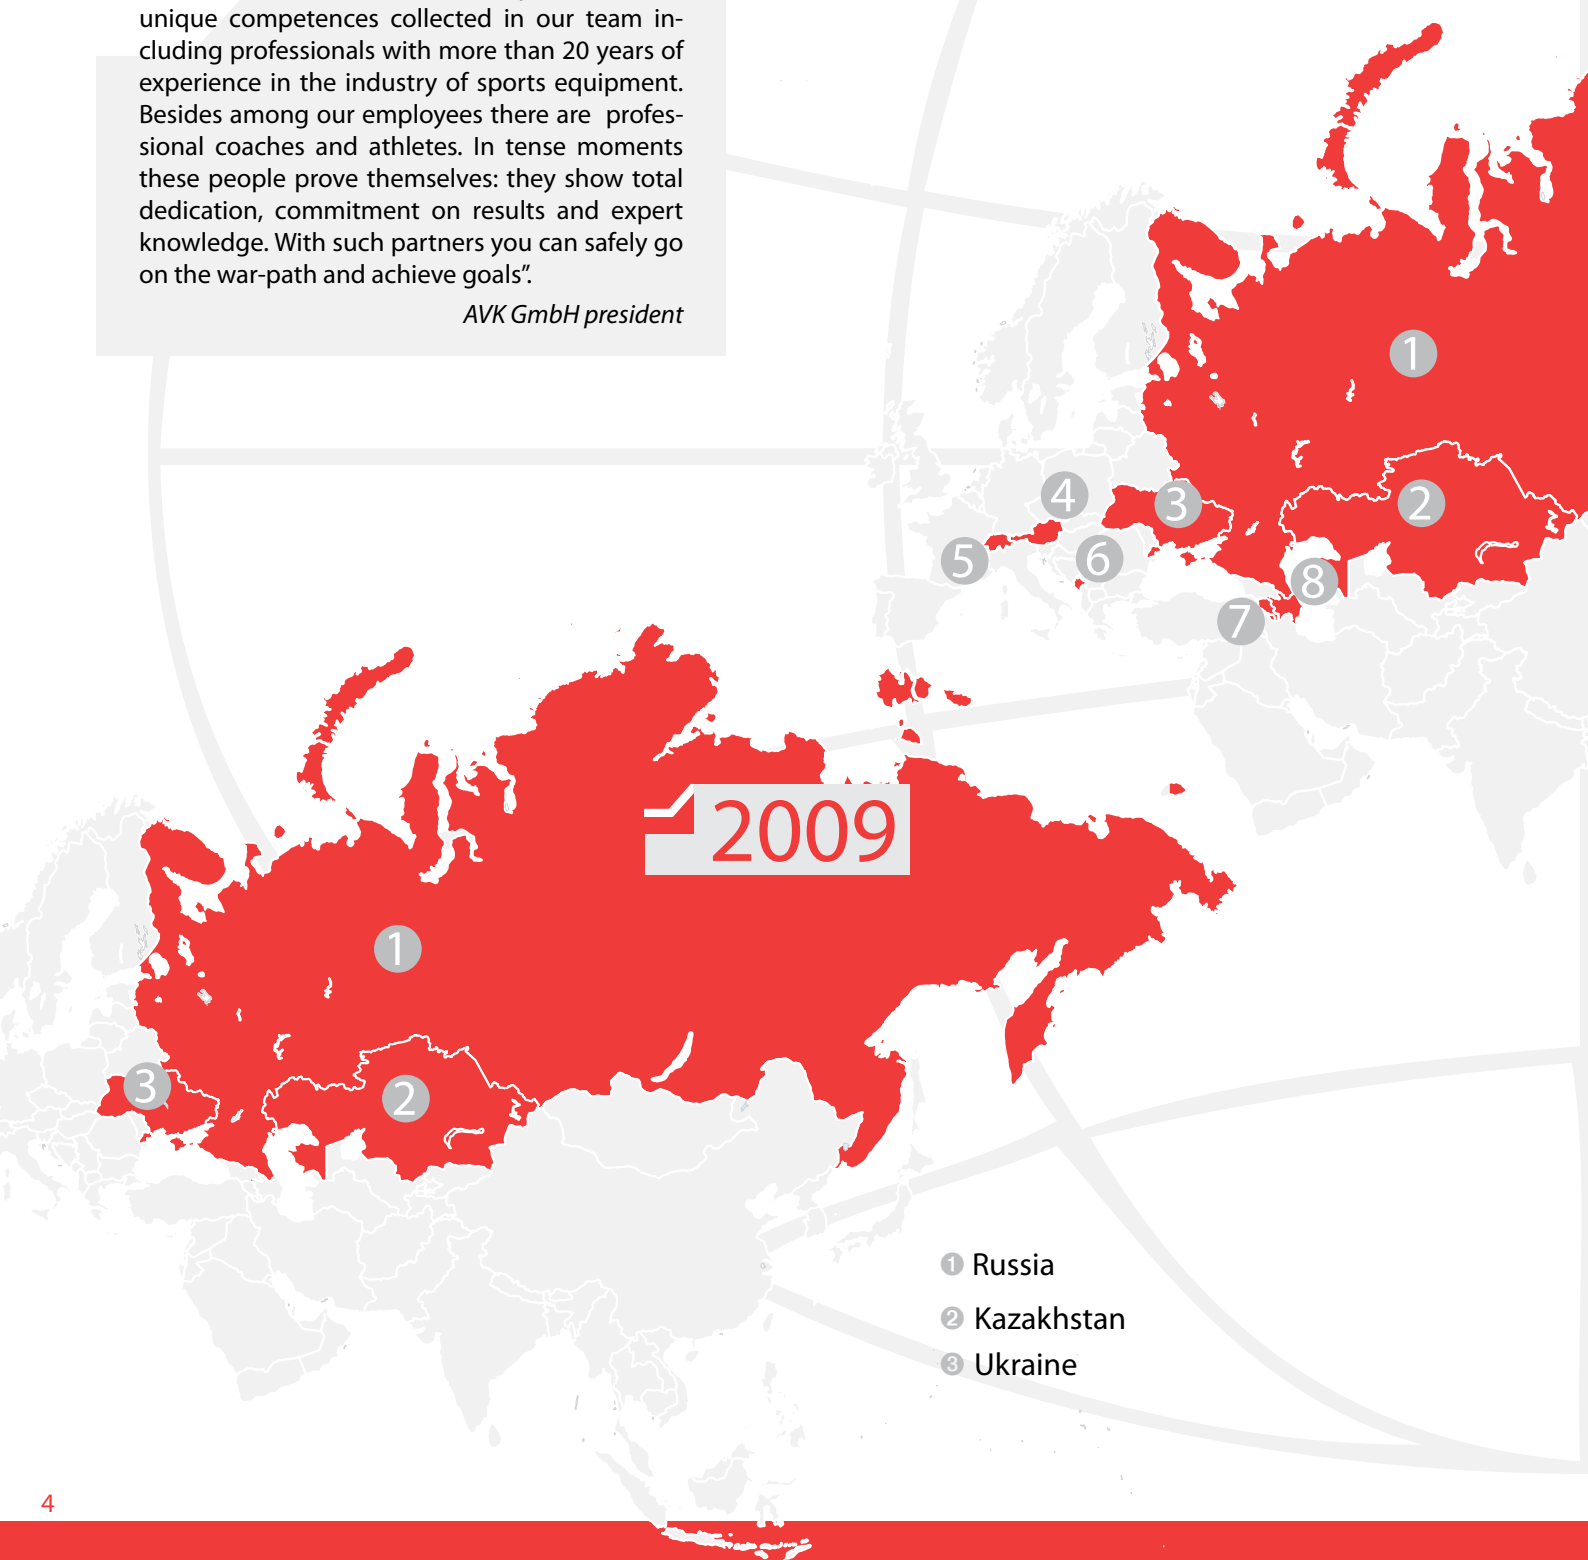 unique competences collected in our team in-
cluding professionals with more than 20 years of
experience in the industry of sports equipment.
Besides among our employees there are profes-
sional coaches and athletes. In tense moments
these people prove themselves: they show total
dedication, commitment on results and expert
knowledge. With such partners you can safely go
on the war-path and achieve goals”.
AVK GmbH president
1
2
3
4
5
6
7
8
2009
1
2
3
1 Russia
2 Kazakhstan
3 Ukraine
4